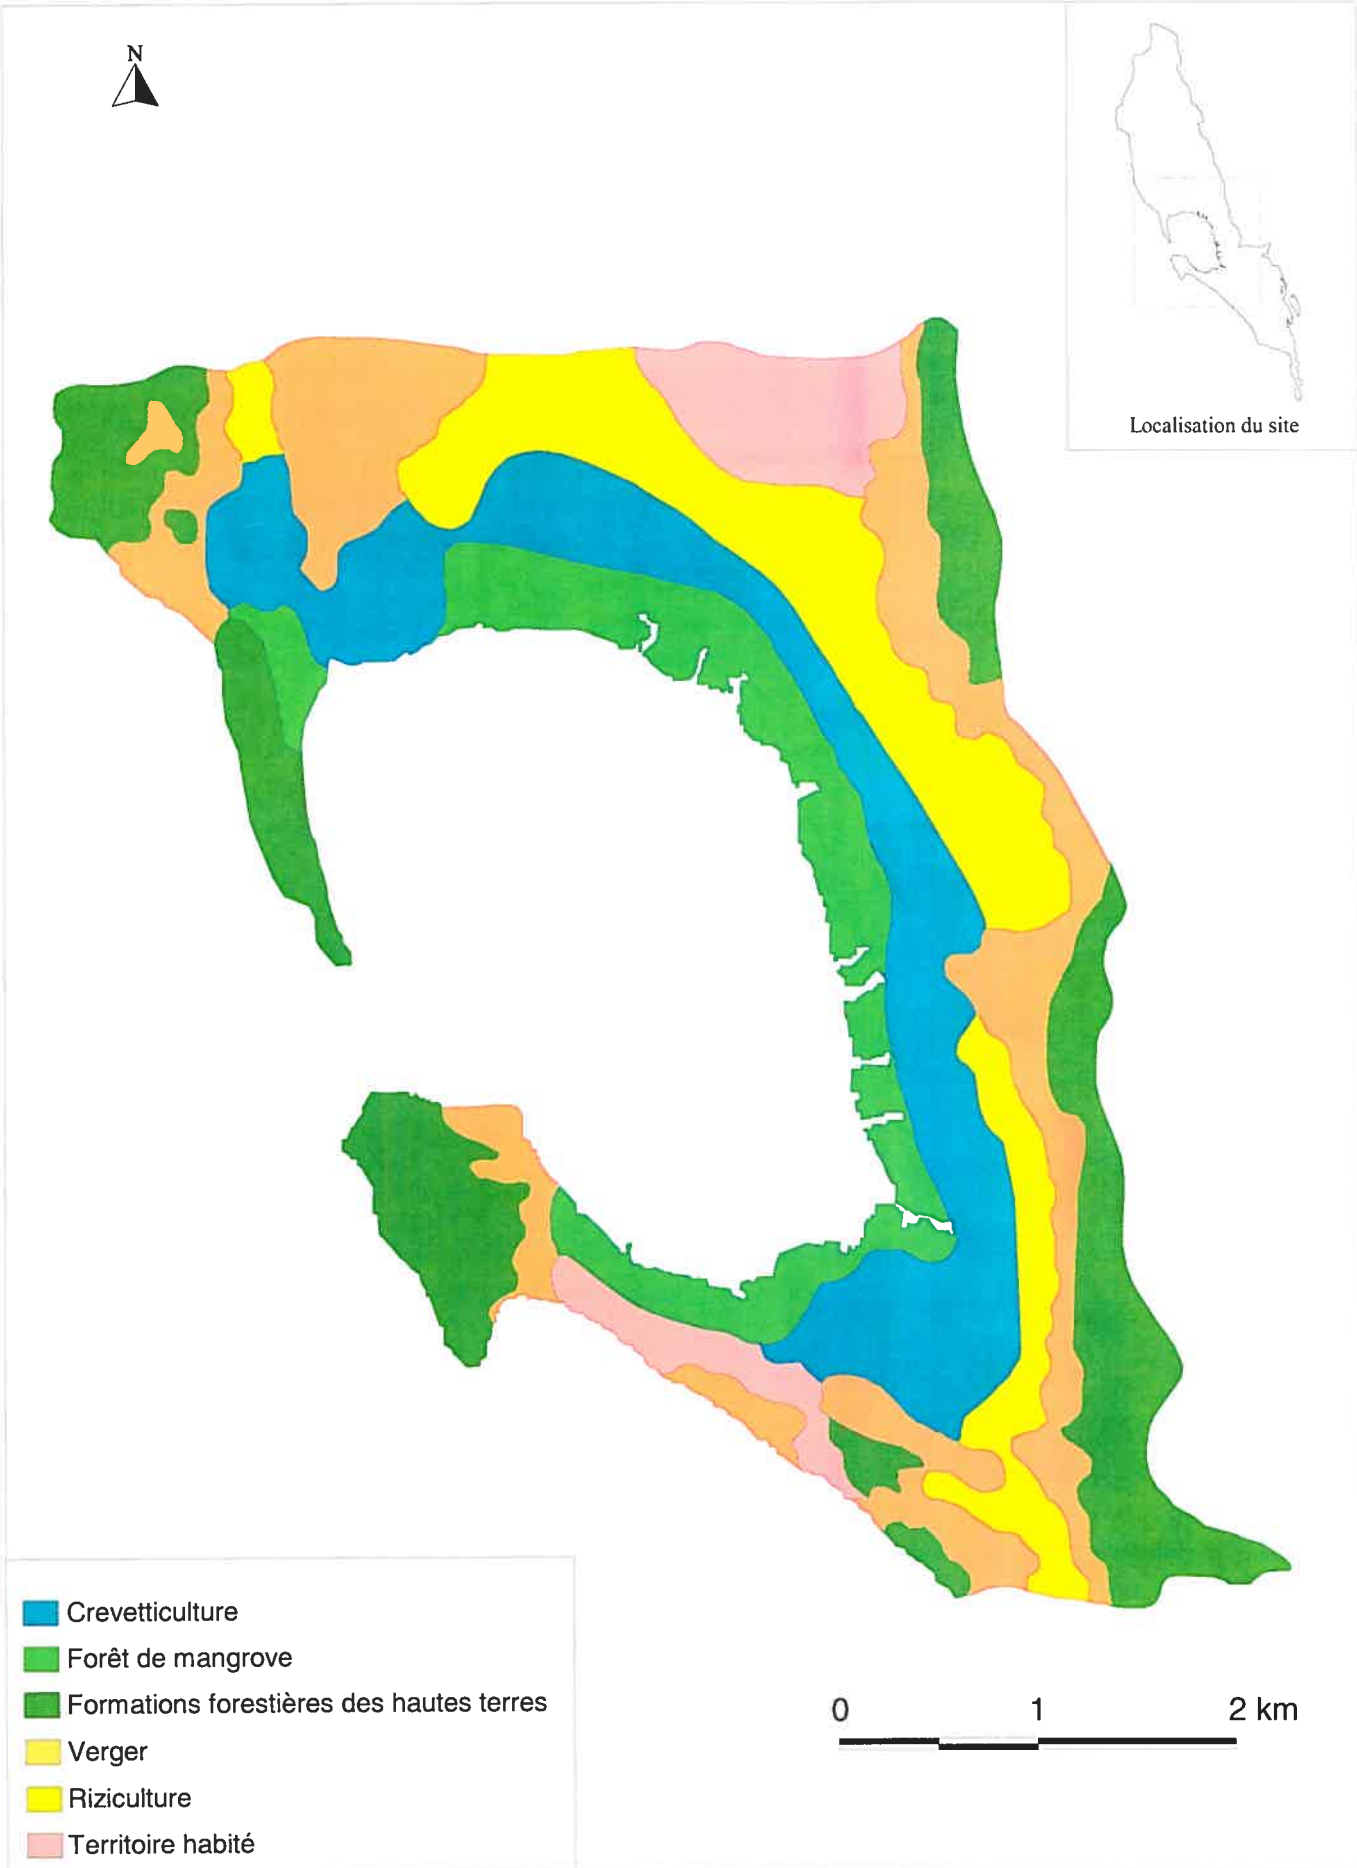 N
Localisation du site
Crevetticulture
Forêt de mangrove
Formations forestières des hautes terres
Verger
Riziculture
Territoire habité
0 1 2 km